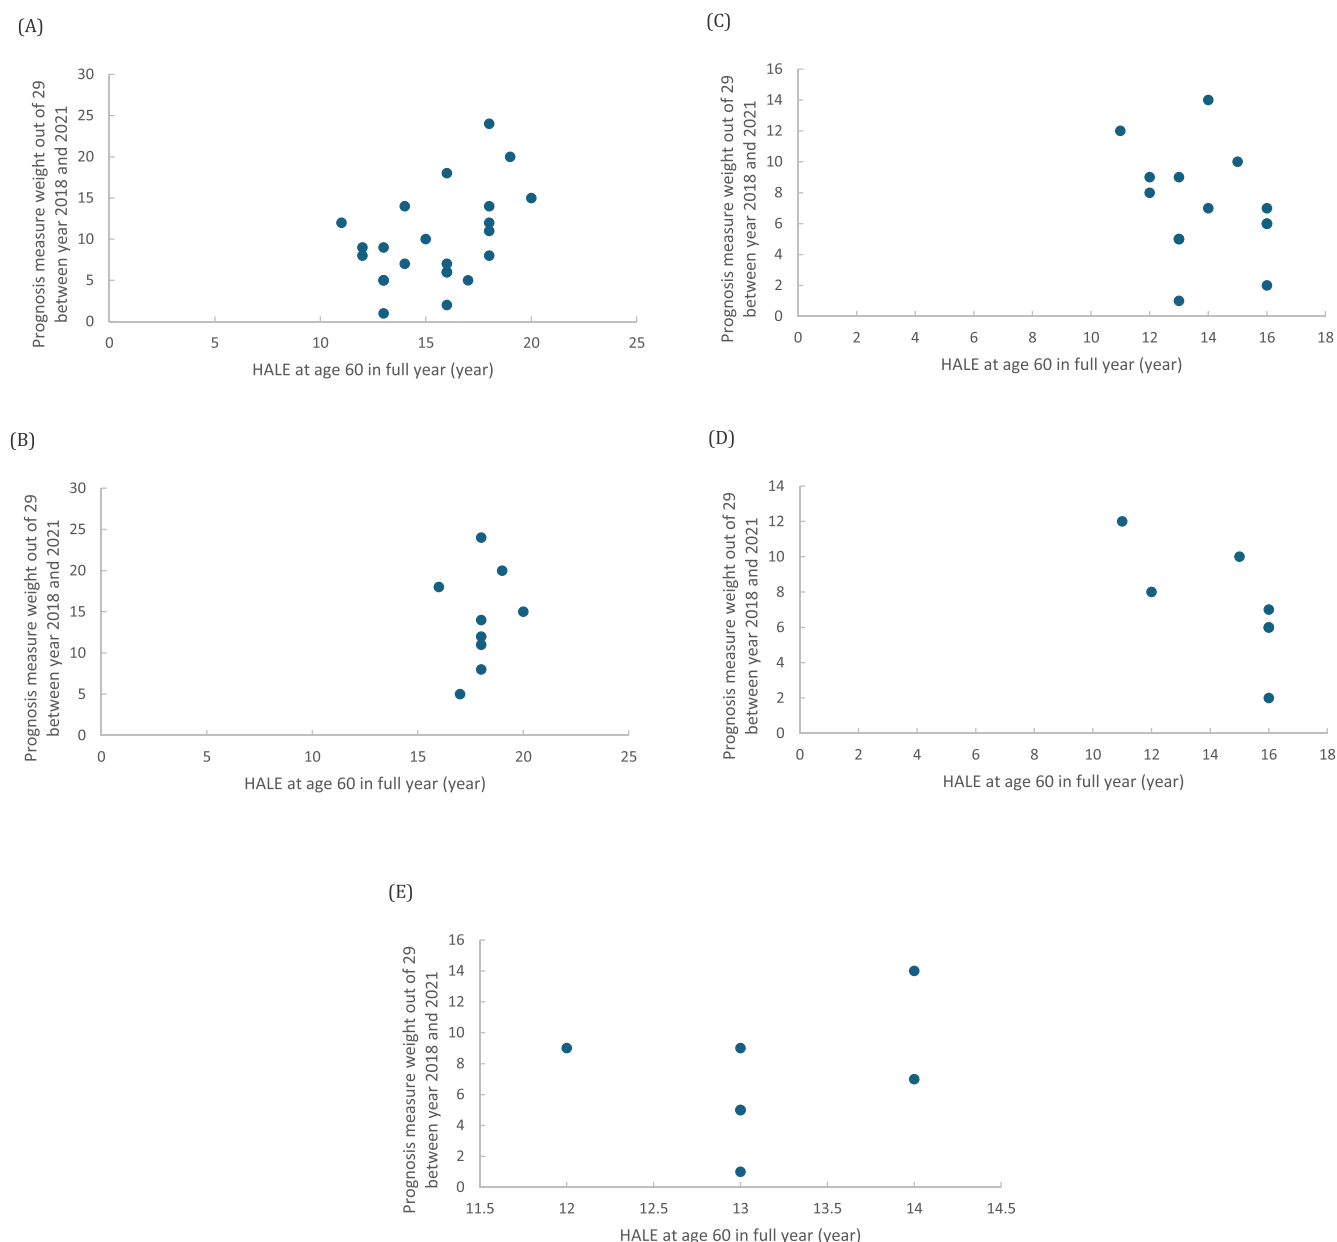 (A)
Prognosis measure weight out of 29
between year 2018 and 2021
30
25
20
15
10
5
0
0 5 10 15 20 25
HALE at age 60 in full year (year)
(C)
Prognosis measure weight out of 29
between year 2018 and 2021
16
14
12
10
8
6
4
2
0
0 2 4 6 8 10 12 14 16 18
HALE at age 60 in full year (year)
(B)
Prognosis measure weight out of 29
between year 2018 and 2021
30
25
20
15
10
5
0
0 5 10 15 20 25
HALE at age 60 in full year (year)
(D)
Prognosis measure weight out of 29
between year 2018 and 2021
14
12
10
8
6
4
2
0
0 2 4 6 8 10 12 14 16 18
HALE at age 60 in full year (year)
(E)
Prognosis measure weight out of 29
between year 2018 and 2021
16
14
12
10
8
6
4
2
0
11.5 12 12.5 13 13.5 14 14.5
HALE at age 60 in full year (year)